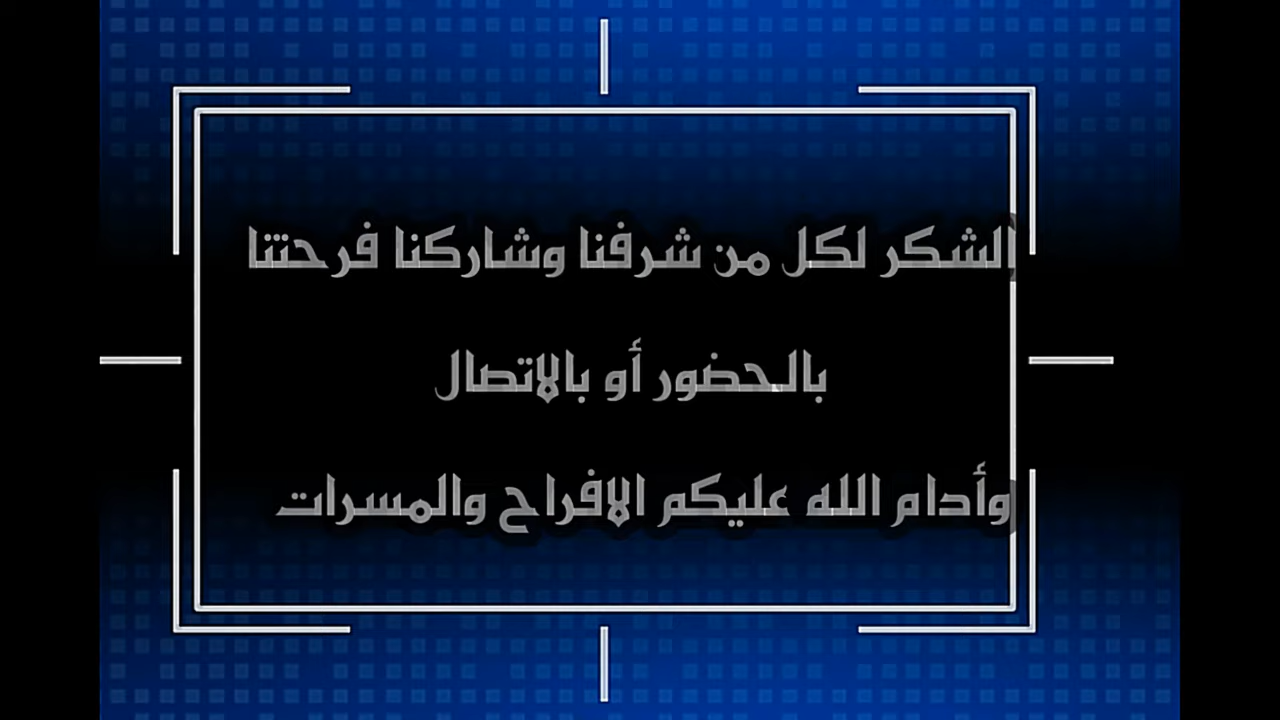 الشكر لكل من شرفنا وشاركنا فرحتنا
بالحضور أو بالاتصال
وأدام الله عليكم الافراح والمسرات